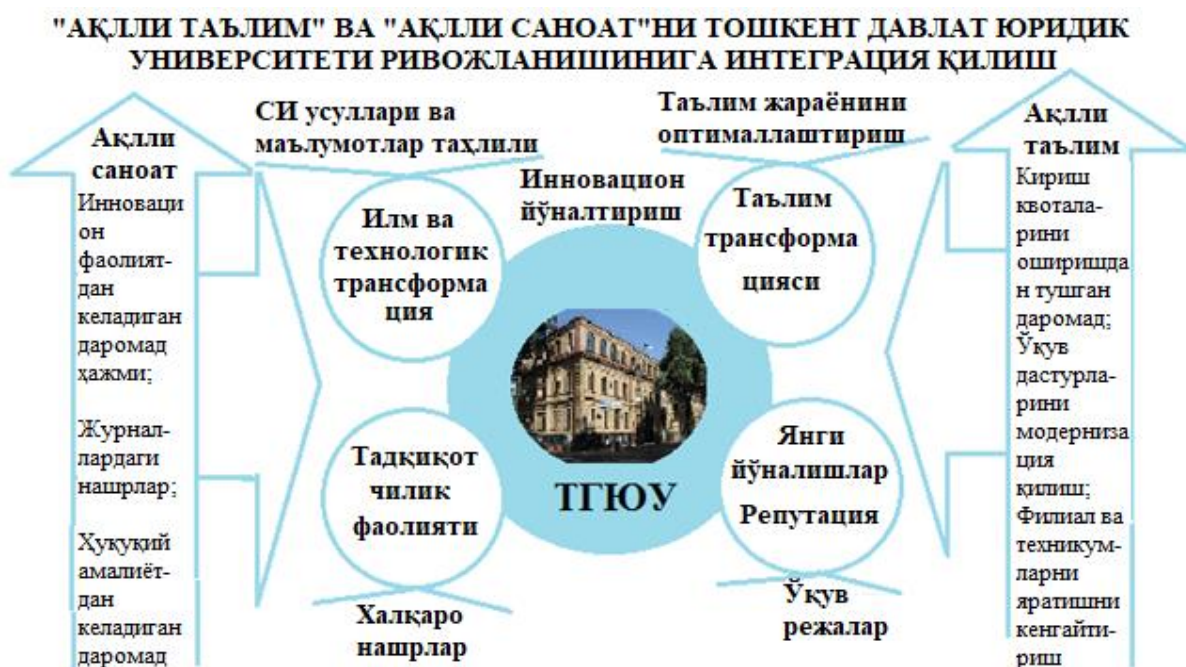 "АҚЛЛИ ТАЪЛИМ" ВА "АҚЛЛИ САНОАТ"НИ ТОШКЕНТ ДАВЛАТ ЮРИДИК
УНИВЕРСИТЕТИ РИВОЖЛАНИШИНИГА ИНТЕГРАЦИЯ ҚИЛИШ
Ақлли
саноат
Инноваци
он
фаолият-
дан
келадиган
даромад
ҳажми;
Журнал-
лардаги
нашрлар;
Ҳуқуқий
амалиёт-
дан
келадиган
даромад
СИ усуллари ва
маълумотлар таҳлили
Илм ва
технологик
трансформа
ция
Инновацион
йўналтириш
Таълим жараёнини
оптималлаштириш
Таълим
трансформа
цияси
ТГЮУ
Тадқиқот
чилик
фаолияти
Халқаро
нашрлар
Янги
йўналишлар
Репутация
Ўқув
режалар
Ақлли
таълим
Кириш
квотала-
рини
оширишда
н тушган
даромад;
Ўқув
дастурла-
рини
модерниза
ция
қилиш;
Филиал ва
техникум-
ларни
яратишни
кенгайти-
риш